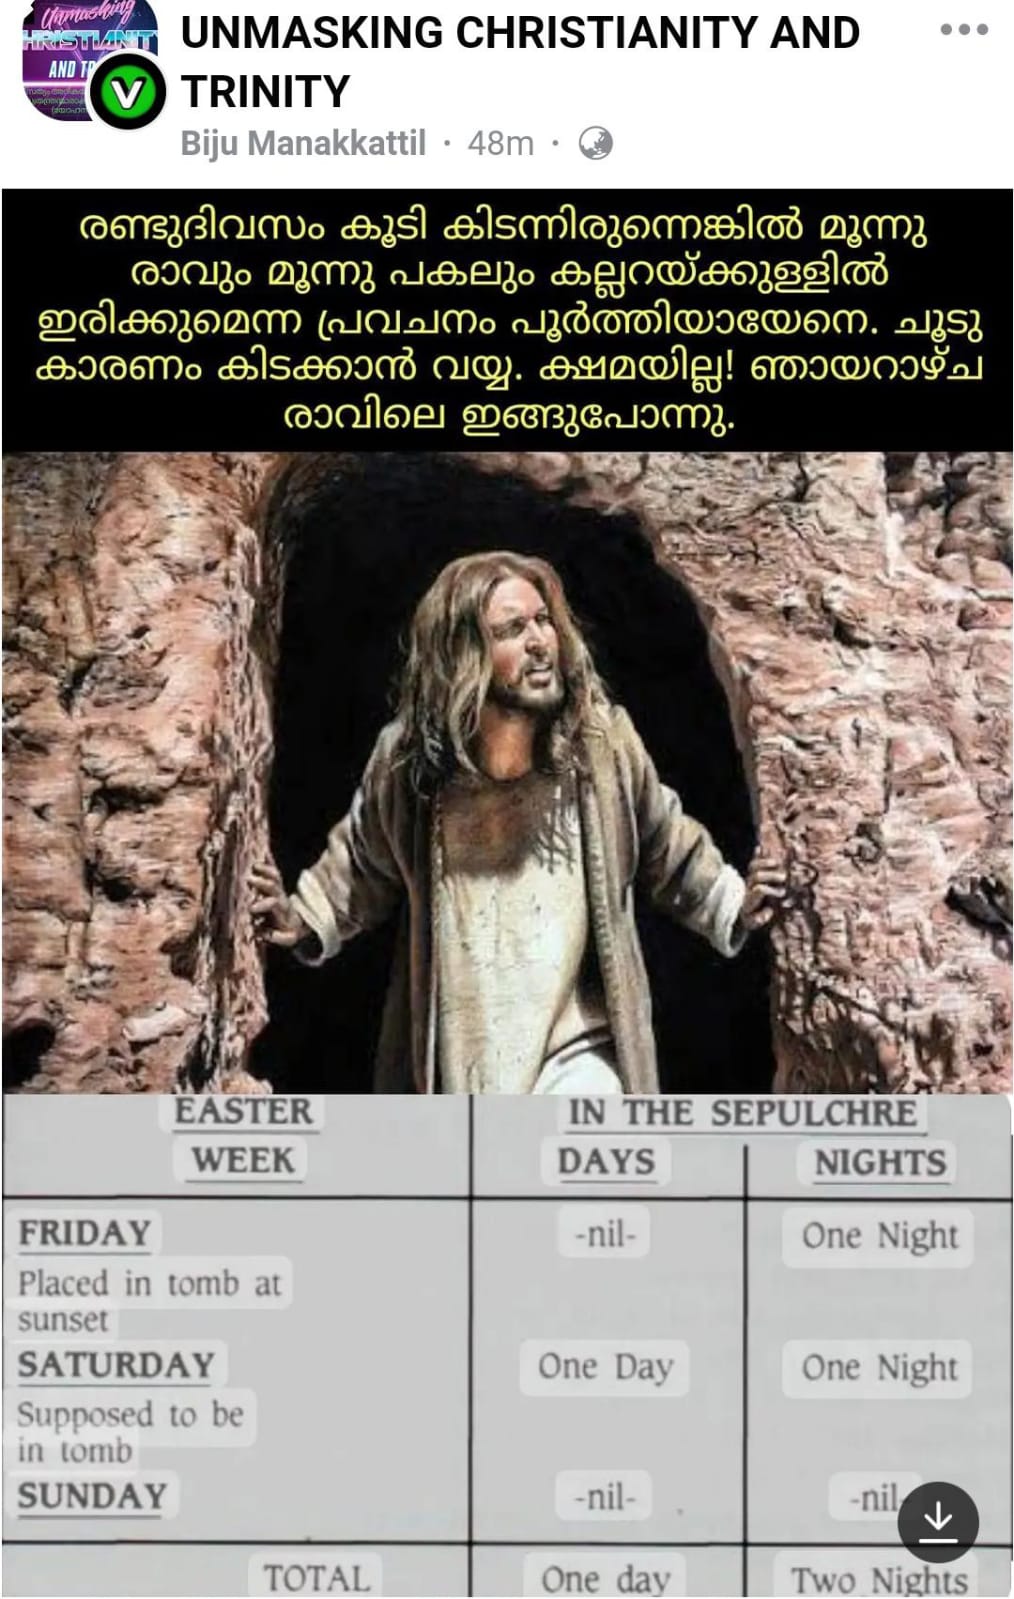 Unmasking
CHRISTIANITY
UNMASKING CHRISTIANITY AND
TRINITY
Biju Manakkattil · 48m ·
രണ്ടുദിവസം കൂടി കിടന്നിരുന്നെങ്കിൽ മൂന്നു
രാവും മൂന്നു പകലും കല്ലറയ്ക്കുള്ളിൽ
ഇരിക്കുമെന്ന പ്രവചനം പൂർത്തിയായേനെ. ചൂടു
കാരണം കിടക്കാൻ വയ്യ. ക്ഷമയില്ല! ഞായറാഴ്ച
രാവിലെ ഇങ്ങുപോന്നു.
EASTER IN THE SEPULCHRE
WEEK DAYS NIGHTS
FRIDAY -nil- One Night
Placed in tomb at
sunset
SATURDAY One Day One Night
Supposed to be
in tomb
SUNDAY -nil- -nil-
TOTAL One day Two Nights